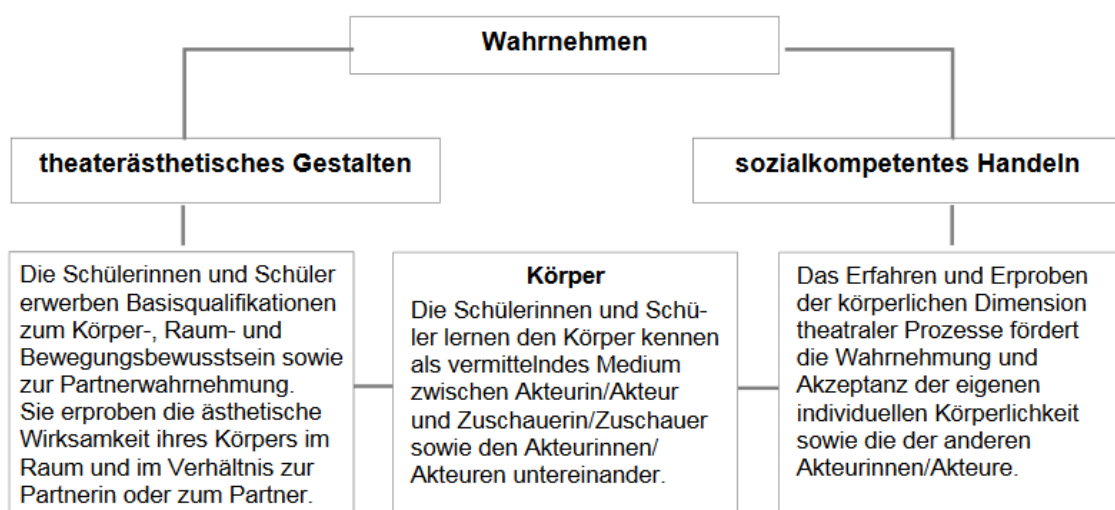 Wahrnehmen
theaterästhetisches Gestalten
sozialkompetentes Handeln
Die Schülerinnen und Schüler
erwerben Basisqualifikationen
zum Körper-, Raum- und
Bewegungsbewusstsein sowie
zur Partnerwahrnehmung.
Sie erproben die ästhetische
Wirksamkeit ihres Körpers im
Raum und im Verhältnis zur
Partnerin oder zum Partner.
Körper
Die Schülerinnen und Schü-
ler lernen den Körper kennen
als vermittelndes Medium
zwischen Akteurin/Akteur
und Zuschauerin/Zuschauer
sowie den Akteurinnen/
Akteuren untereinander.
Das Erfahren und Erproben
der körperlichen Dimension
theatraler Prozesse fördert
die Wahrnehmung und
Akzeptanz der eigenen
individuellen Körperlichkeit
sowie die der anderen
Akteurinnen/Akteure.